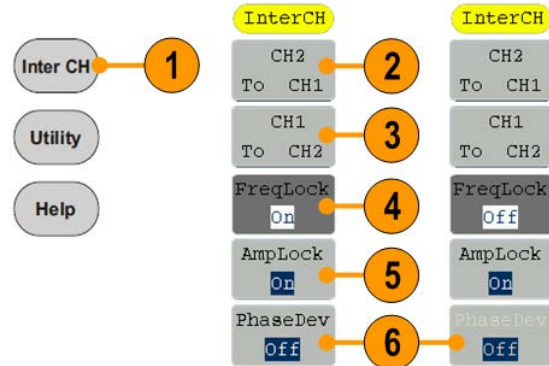 Inter CH
Utility
Help
1
InterCH
CH2
To CH1
2
CH1
To CH2
3
FreqLock
On
4
AmpLock
On
5
PhaseDev
Off
6
InterCH
CH2
To CH1
CH1
To CH2
FreqLock
Off
AmpLock
On
PhaseDev
Off